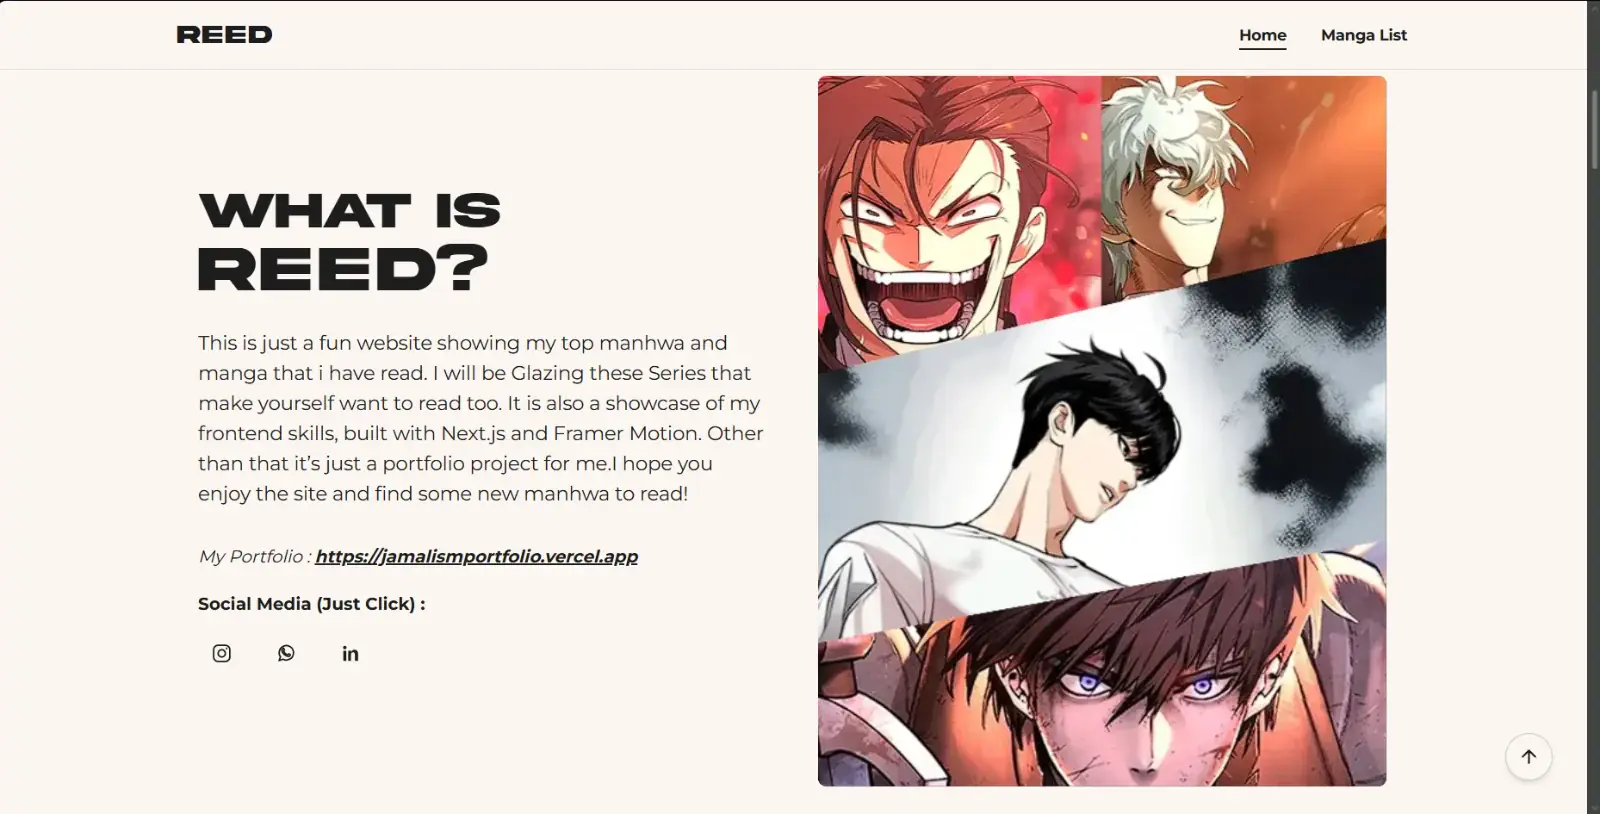 REED
Home
Manga List
WHAT IS
REED?
This is just a fun website showing my top manhwa and
manga that i have read. I will be Glazing these Series that
make yourself want to read too. It is also a showcase of my
frontend skills, built with Next.js and Framer Motion. Other
than that it’s just a portfolio project for me.I hope you
enjoy the site and find some new manhwa to read!
My Portfolio : https://jamalismportfolio.vercel.app
Social Media (Just Click) :
in